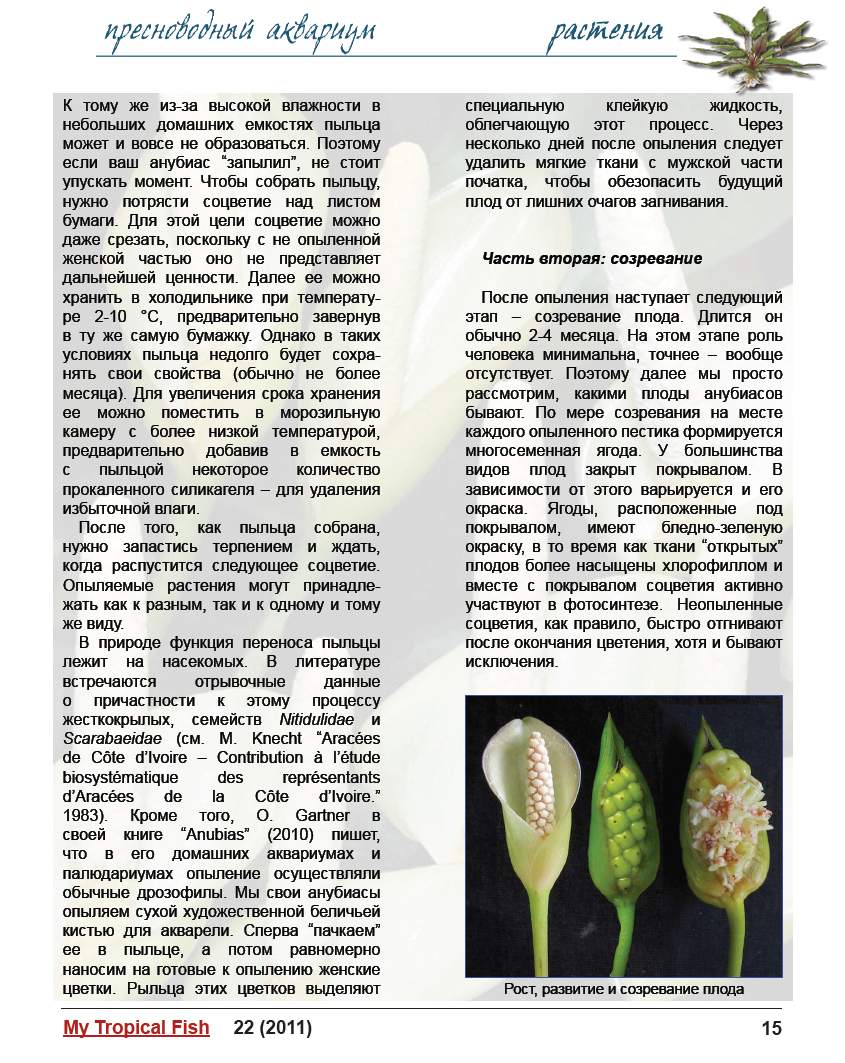 пресноводный аквариум
растения
К тому же из-за высокой влажности в
небольших домашних емкостях пыльца
может и вовсе не образоваться. Поэтому
если ваш анубиас “запылил”, не стоит
упускать момент. Чтобы собрать пыльцу,
нужно потрясти соцветие над листом
бумаги. Для этой цели соцветие можно
даже срезать, поскольку с не опыленной
женской частью оно не представляет
дальнейшей ценности. Далее ее можно
хранить в холодильнике при температу-
ре 2-10 °C, предварительно завернув
в ту же самую бумажку. Однако в таких
условиях пыльца недолго будет сохра-
нять свои свойства (обычно не более
месяца). Для увеличения срока хранения
ее можно поместить в морозильную
камеру с более низкой температурой,
предварительно добавив в емкость
с пыльцой некоторое количество
прокаленного силикагеля – для удаления
избыточной влаги.
После того, как пыльца собрана,
нужно запастись терпением и ждать,
когда распустится следующее соцветие.
Опыляемые растения могут принадле-
жать как к разным, так и к одному и тому
же виду.
В природе функция переноса пыльцы
лежит на насекомых. В литературе
встречаются отрывочные данные
о причастности к этому процессу
жесткокрылых, семейств Nitidulidae и
Scarabaeidae (см. M. Knecht “Aracées
de Côte d’Ivoire – Contribution à l’étude
biosystématique des représentants
d’Aracées de la Côte d’Ivoire.”
1983). Кроме того, O. Gartner в
своей книге “Anubias” (2010) пишет,
что в его домашних аквариумах и
палюдариумах опыление осуществляли
обычные дрозофилы. Мы свои анубиасы
опыляем сухой художественной беличьей
кистью для акварели. Сперва “пачкаем”
ее в пыльце, а потом равномерно
наносим на готовые к опылению женские
цветки. Рыльца этих цветков выделяют
специальную клейкую жидкость,
облегчающую этот процесс. Через
несколько дней после опыления следует
удалить мягкие ткани с мужской части
початка, чтобы обезопасить будущий
плод от лишних очагов загнивания.
Часть вторая: созревание
После опыления наступает следующий
этап – созревание плода. Длится он
обычно 2-4 месяца. На этом этапе роль
человека минимальна, точнее – вообще
отсутствует. Поэтому далее мы просто
рассмотрим, какими плоды анубиасов
бывают. По мере созревания на месте
каждого опыленного пестика формируется
многосеменная ягода. У большинства
видов плод закрыт покрывалом. В
зависимости от этого варьируется и его
окраска. Ягоды, расположенные под
покрывалом, имеют бледно-зеленую
окраску, в то время как ткани “открытых”
плодов более насыщены хлорофиллом и
вместе с покрывалом соцветия активно
участвуют в фотосинтезе. Неопыленные
соцветия, как правило, быстро отгнивают
после окончания цветения, хотя и бывают
исключения.
Рост, развитие и созревание плода
My Tropical Fish 22 (2011)
15